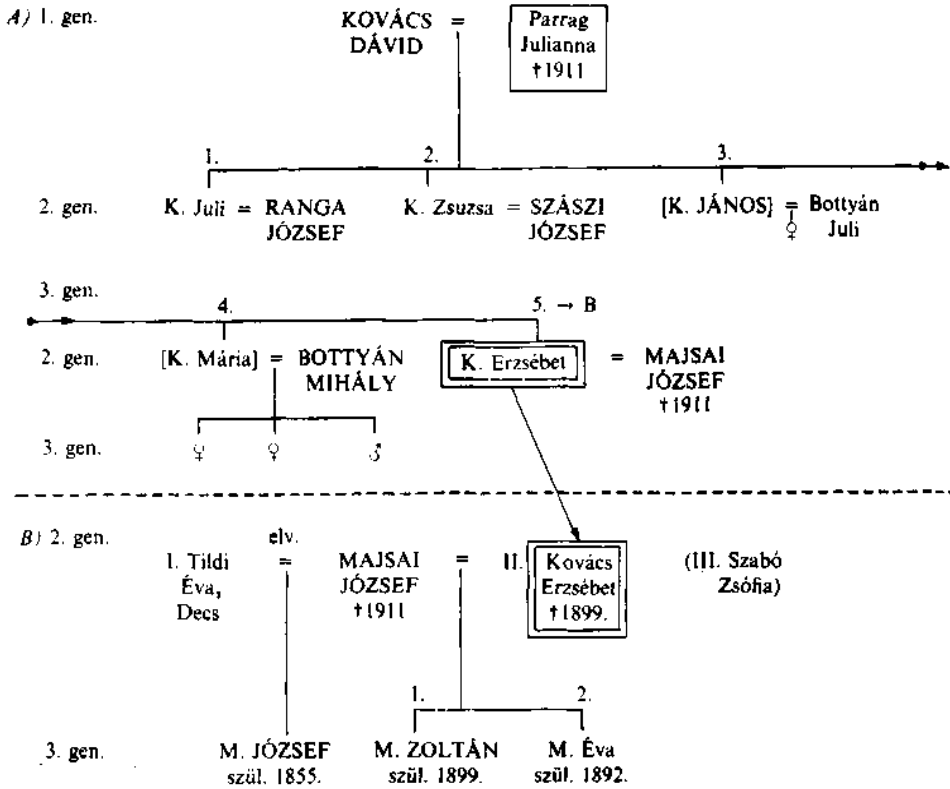 A) 1. gen.
KOVÁCS = Parrag
DÁVID Julianna
†1911
1. 2. 3.
2. gen. K. Juli = RANGA K. Zsuzsa = SZÁSZI [K. JÁNOS] = Bottyán
JÓZSEF JÓZSEF ♀ Juli
3. gen.
4. 5. → B
2. gen. [K. Mária] = BOTTYÁN K. Erzsébet = MAJSAI
MIHÁLY JÓZSEF
†1911
3. gen. ♀ ♀ ♂
B) 2. gen. elv.
I. Tildi = MAJSAI = II. Kovács (III. Szabó
Éva, JÓZSEF Erzsébet Zsófia)
Decs †1911 †1899.
1. 2.
3. gen. M. JÓZSEF M. ZOLTÁN M. Éva
szül. 1855. szül. 1899. szül. 1892.